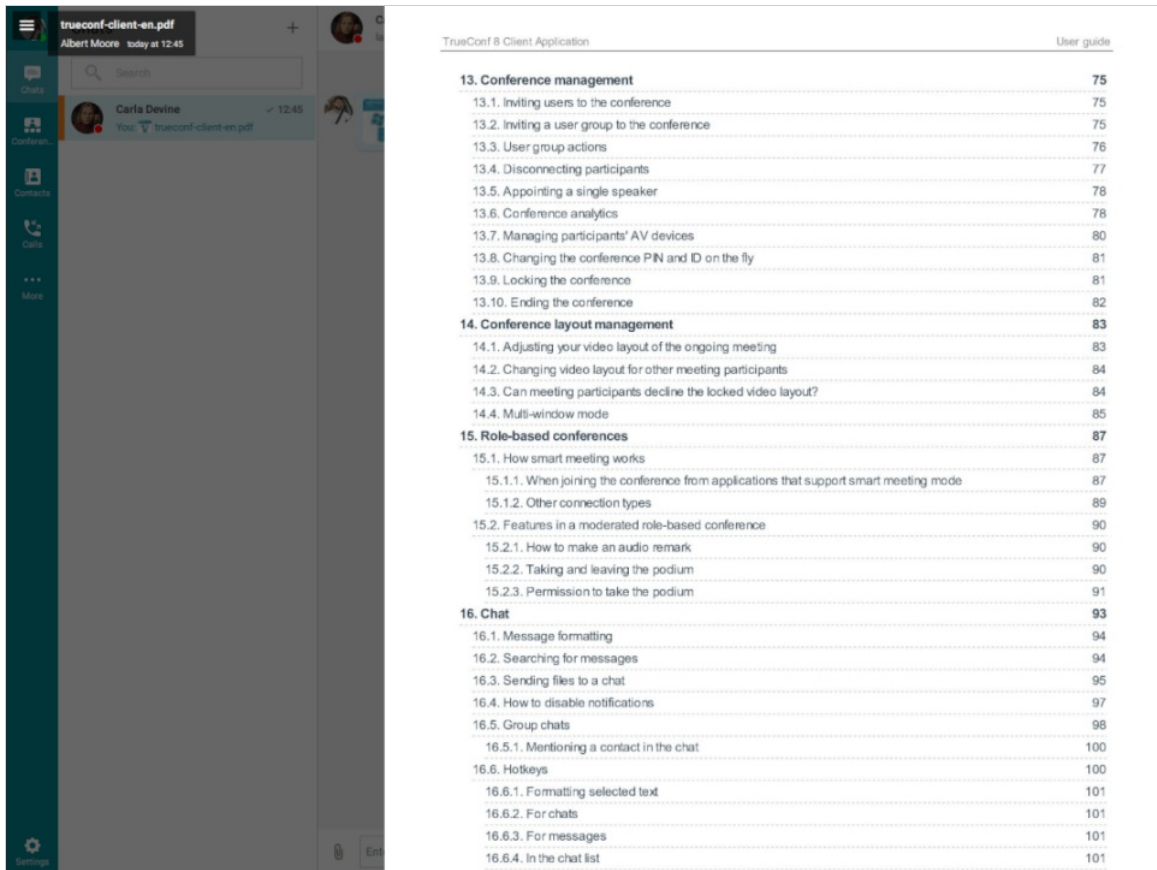 trueconf-client-en.pdf
Albert Moore today at 12:45
Chats
Search
Carla Devine
12:45
You: trueconf-client-en.pdf
Chats
Conferen...
Contacts
Calls
More
Settings
TrueConf 8 Client Application User guide
13. Conference management 75
13.1. Inviting users to the conference 75
13.2. Inviting a user group to the conference 75
13.3. User group actions 76
13.4. Disconnecting participants 77
13.5. Appointing a single speaker 78
13.6. Conference analytics 78
13.7. Managing participants' AV devices 80
13.8. Changing the conference PIN and ID on the fly 81
13.9. Locking the conference 81
13.10. Ending the conference 82
14. Conference layout management 83
14.1. Adjusting your video layout of the ongoing meeting 83
14.2. Changing video layout for other meeting participants 84
14.3. Can meeting participants decline the locked video layout? 84
14.4. Multi-window mode 85
15. Role-based conferences 87
15.1. How smart meeting works 87
15.1.1. When joining the conference from applications that support smart meeting mode 87
15.1.2. Other connection types 89
15.2. Features in a moderated role-based conference 90
15.2.1. How to make an audio remark 90
15.2.2. Taking and leaving the podium 90
15.2.3. Permission to take the podium 91
16. Chat 93
16.1. Message formatting 94
16.2. Searching for messages 94
16.3. Sending files to a chat 95
16.4. How to disable notifications 97
16.5. Group chats 98
16.5.1. Mentioning a contact in the chat 100
16.6. Hotkeys 100
16.6.1. Formatting selected text 101
16.6.2. For chats 101
16.6.3. For messages 101
16.6.4. In the chat list 101